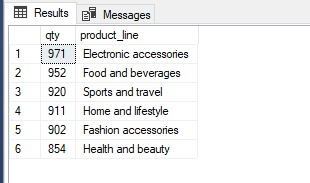 Results Messages
qty product_line
1 971 Electronic accessories
2 952 Food and beverages
3 920 Sports and travel
4 911 Home and lifestyle
5 902 Fashion accessories
6 854 Health and beauty